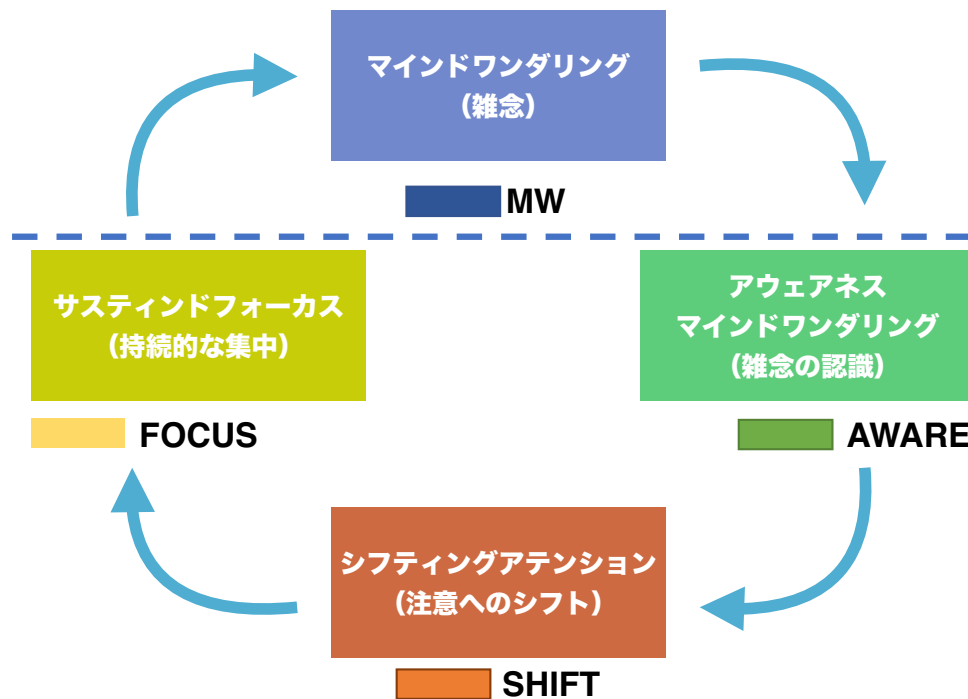 マインドワンダリング
（雑念）
MW
サスティンドフォーカス
（持続的な集中）
FOCUS
アウェアネス
マインドワンダリング
（雑念の認識）
AWARE
シフティングアテンション
（注意へのシフト）
SHIFT